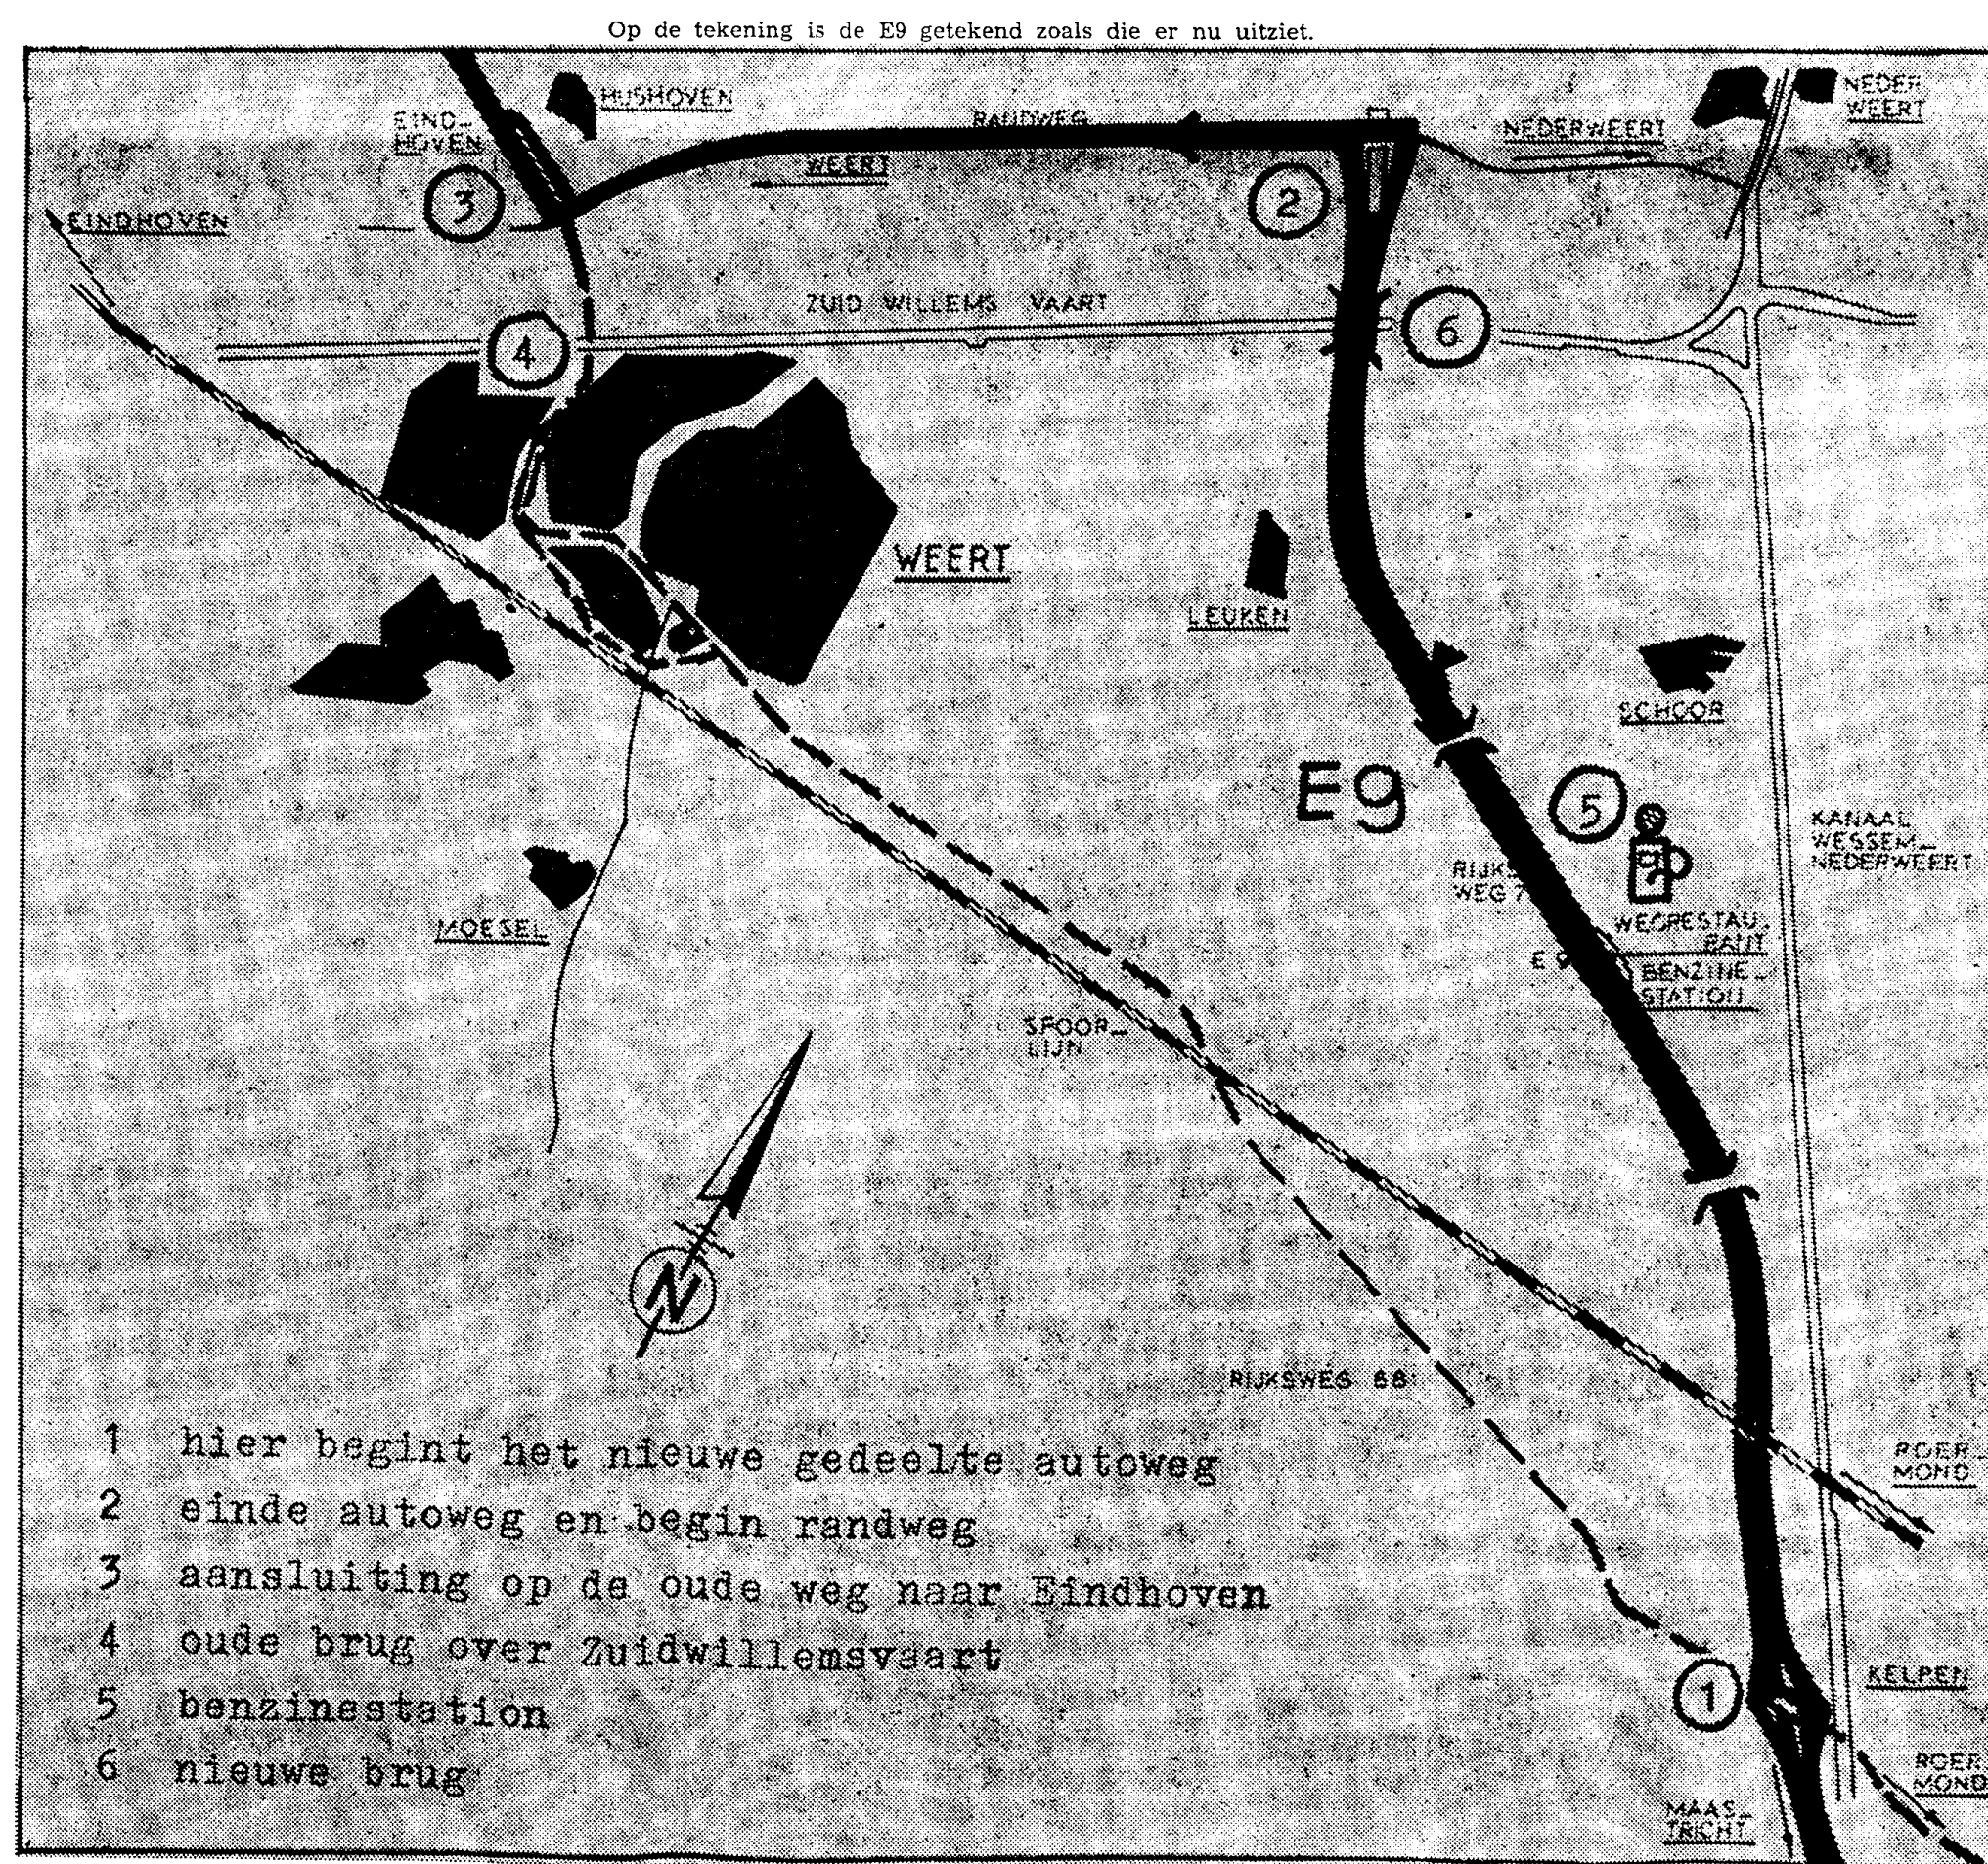 Op de tekening is de E9 getekend zoals die er nu uitziet.
HUSHOVEN
EIND-
HOVEN
RANDWEG
NEDERWEERT
NEDER
WEERT
WEERT
3
2
EINDHOVEN
ZUID WILLEMS VAART
4
6
WEERT
LEUKEN
SCHOOR
E9
5
KANAAL
WESSEM-
NEDERWEERT
RIJKS
WEG 7
WEGRESTAU.
RANT
E 9
BENZINE-
STATION
MOESEL
SPOOR-
LIJN
N
RIJKSWEG 68
ROER-
MOND
KELPEN
1
ROER
MOND
MAAS-
TRICHT
1 hier begint het nieuwe gedeelte autoweg
2 einde autoweg en begin randweg
3 aansluiting op de oude weg naar Eindhoven
4 oude brug over Zuidwillemsvaart
5 benzinestation
6 nieuwe brug